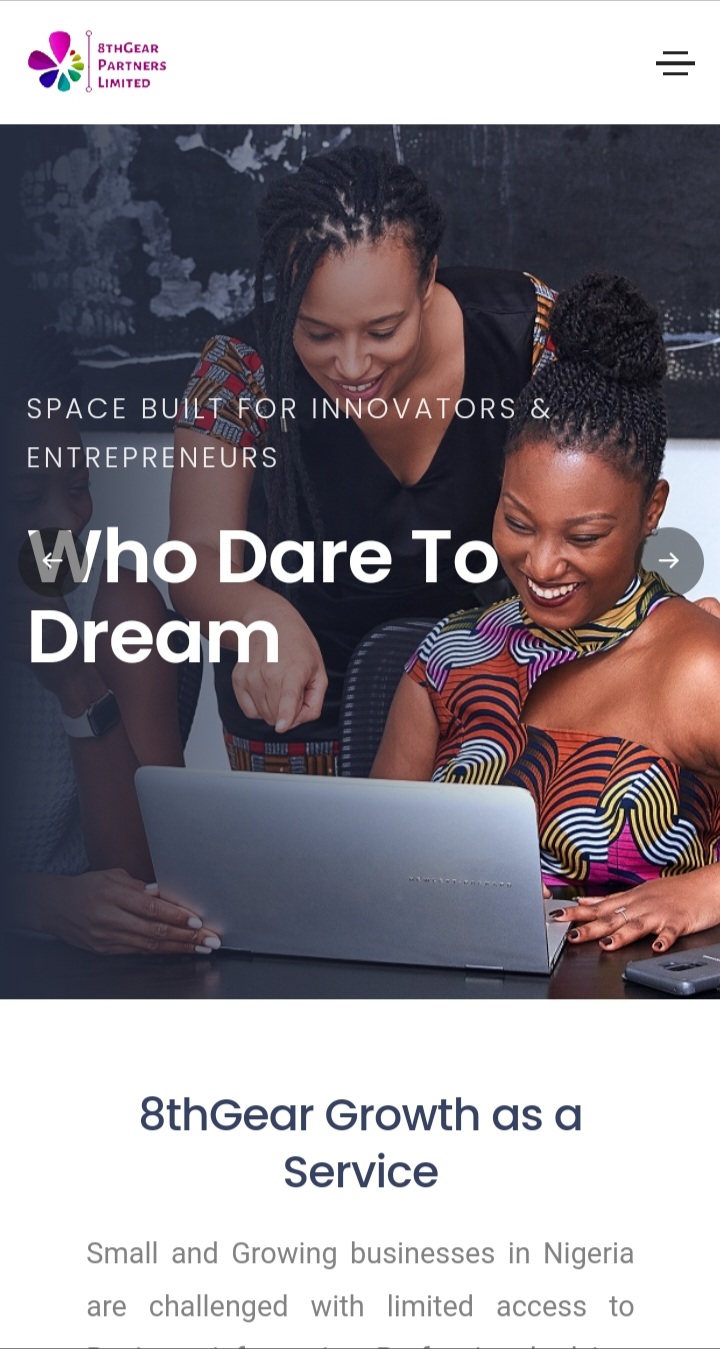 8THGEAR
PARTNERS
LIMITED
SPACE BUILT FOR INNOVATORS &
ENTREPRENEURS
Who Dare To
Dream
8thGear Growth as a
Service
Small and Growing businesses in Nigeria
are challenged with limited access to